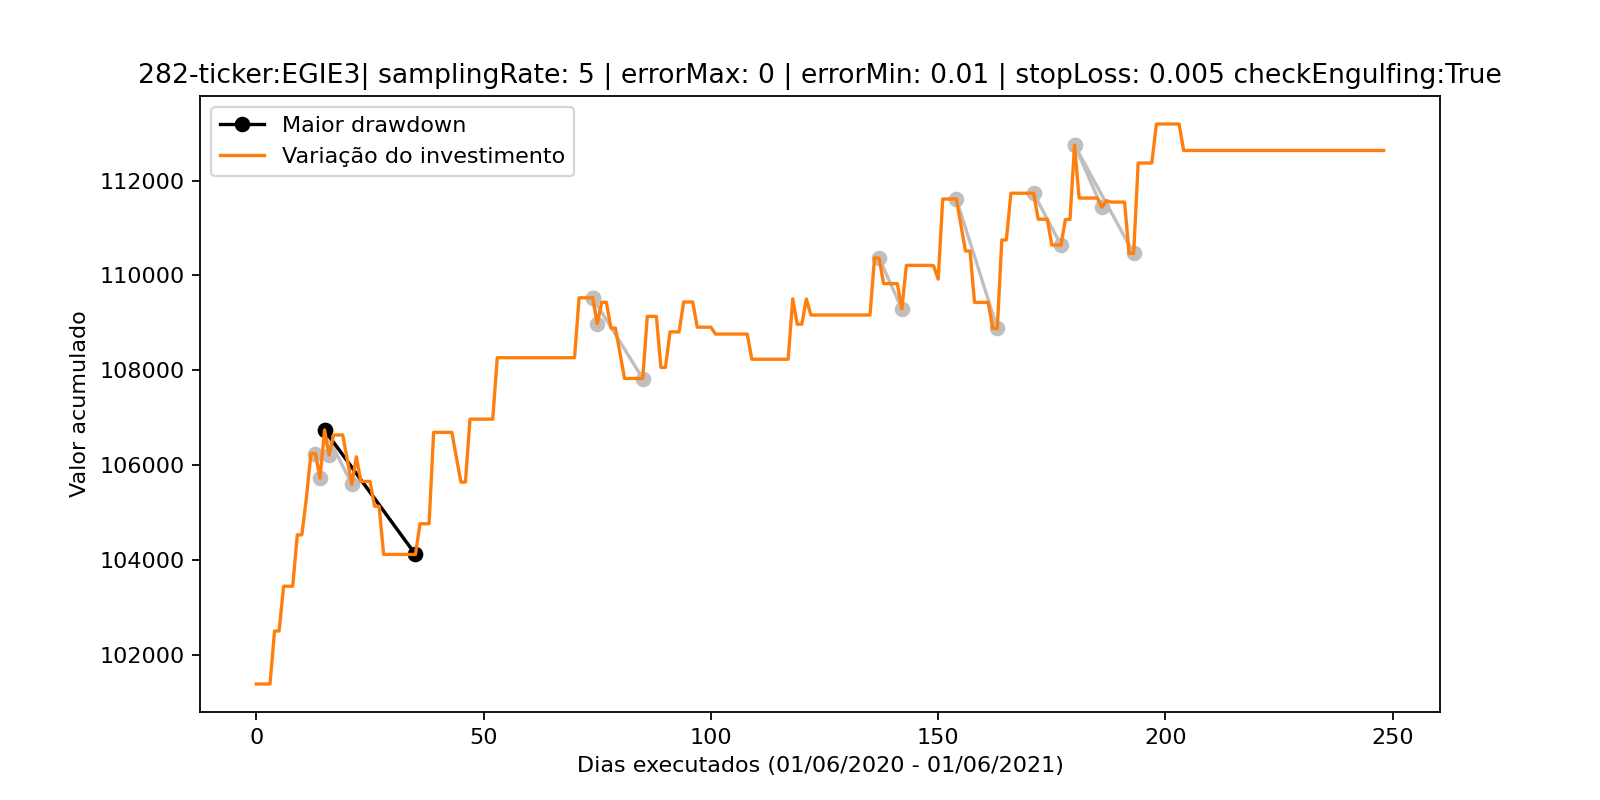 282-ticker:EGIE3| samplingRate: 5 | errorMax: 0 | errorMin: 0.01 | stopLoss: 0.005 checkEngulfing:True
Maior drawdown
Variação do investimento
Valor acumulado
112000
110000
108000
106000
104000
102000
0 50 100 150 200 250
Dias executados (01/06/2020 - 01/06/2021)